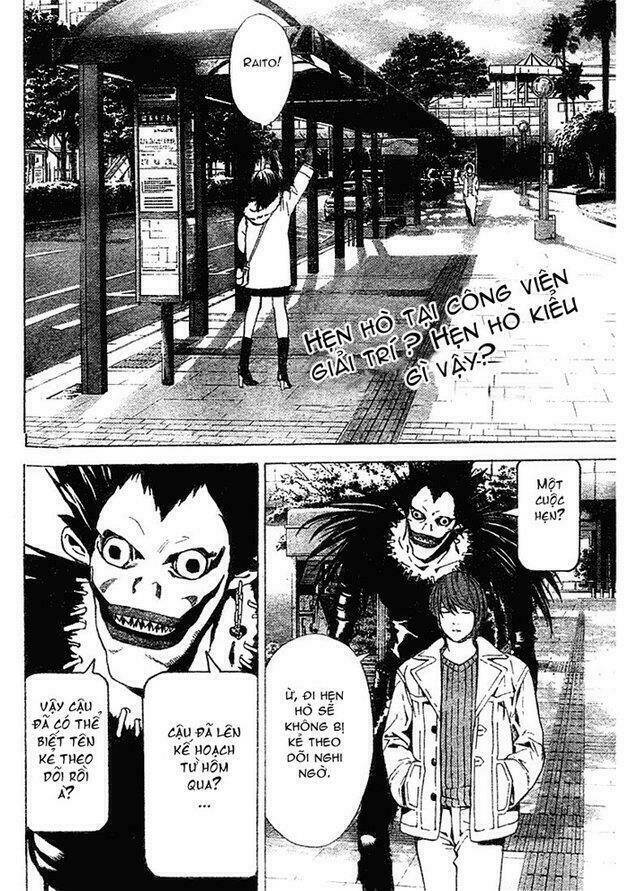 RAITO!
HẸN HÒ TẠI CÔNG VIÊN
GIẢI TRÍ? HẸN HÒ KIỂU
GÌ VẬY?
MỘT
CUỘC
HẸN?
Ừ, ĐI HẸN
HÒ SẼ
KHÔNG BỊ
KẺ THEO
DÕI NGHI
NGỜ.
CẬU ĐÃ LÊN
KẾ HOẠCH
TỪ HÔM
QUA?
...
VẬY CẬU
ĐÃ CÓ THỂ
BIẾT TÊN
KẺ THEO
DÕI RỒI
À?